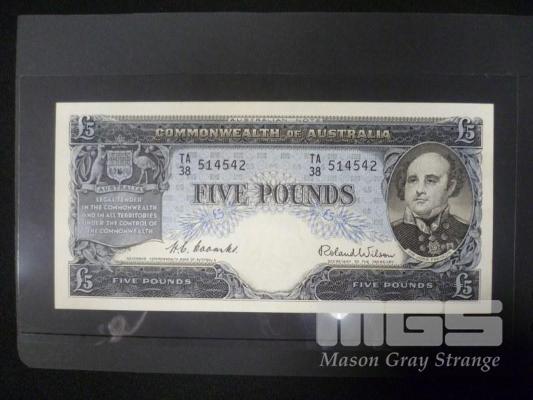 AUSTRALIAN NOTE
£5 COMMONWEALTH OF AUSTRALIA £5
TA 38 514542 TA 38 514542
AUSTRALIA
FIVE POUNDS
LEGAL TENDER
IN THE COMMONWEALTH
AND IN ALL TERRITORIES
UNDER THE CONTROL OF
THE COMMONWEALTH
H.C. Coombs Roland Wilson
GOVERNOR COMMONWEALTH BANK OF AUSTRALIA SECRETARY TO THE TREASURY
£5 FIVE POUNDS FIVE POUNDS £5
MGS
Mason Gray Strange